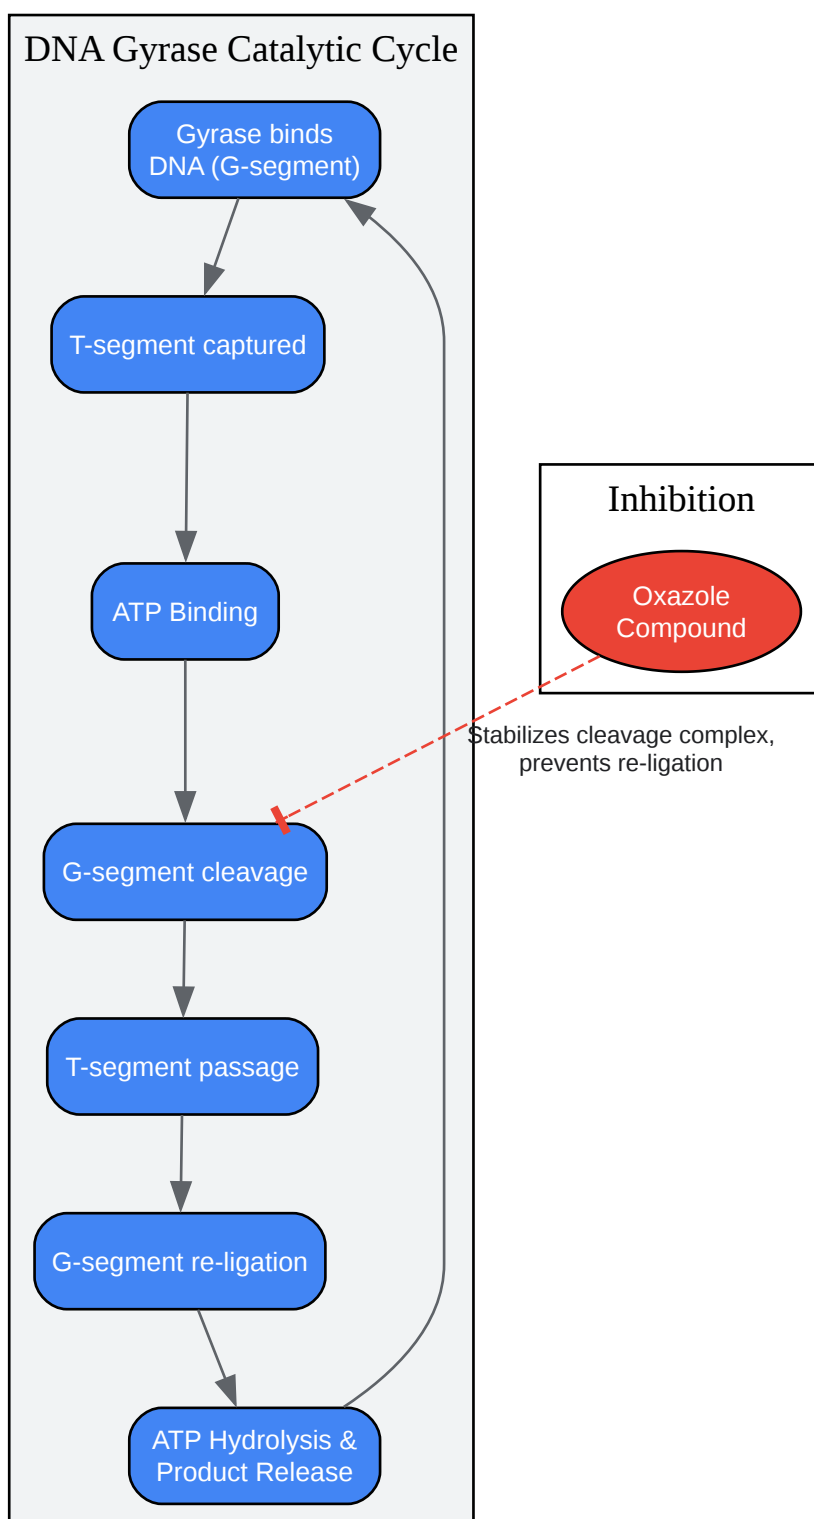 DNA Gyrase Catalytic Cycle
Gyrase binds
DNA (G-segment)
T-segment captured
ATP Binding
Inhibition
Oxazole
Compound
Stabilizes cleavage complex,
prevents re-ligation
G-segment cleavage
T-segment passage
G-segment re-ligation
ATP Hydrolysis &
Product Release